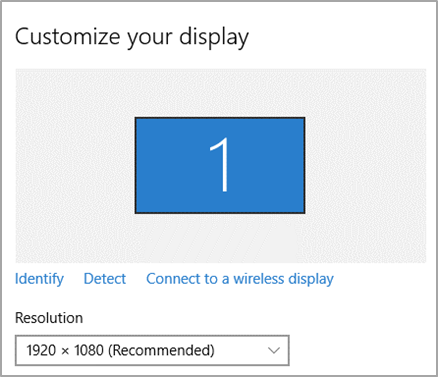 Customize your display
1
Identify Detect Connect to a wireless display
Resolution
1920 × 1080 (Recommended)